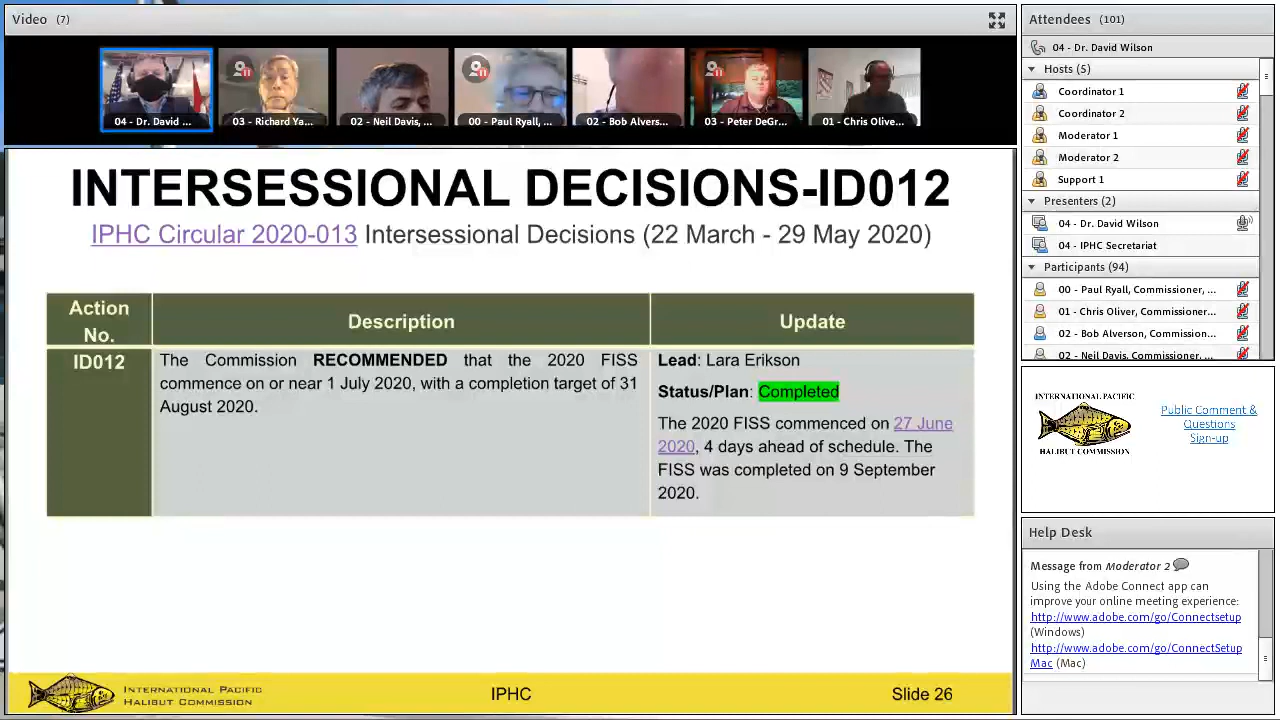 Video (7)
04 - Dr. David ...
03 - Richard Ya...
02 - Neil Davis, ...
00 - Paul Ryall, ...
02 - Bob Alvers...
03 - Peter DeGr...
01 - Chris Olive...
INTERSESSIONAL DECISIONS-ID012
IPHC Circular 2020-013 Intersessional Decisions (22 March - 29 May 2020)
Action No.
Description
Update
ID012
The Commission RECOMMENDED that the 2020 FISS
commence on or near 1 July 2020, with a completion target of 31
August 2020.
Lead: Lara Erikson
Status/Plan: Completed
The 2020 FISS commenced on 27 June
2020, 4 days ahead of schedule. The
FISS was completed on 9 September
2020.
INTERNATIONAL PACIFIC
HALIBUT COMMISSION
IPHC
Slide 26
Attendees (101)
04 - Dr. David Wilson
Hosts (5)
Coordinator 1
Coordinator 2
Moderator 1
Moderator 2
Support 1
Presenters (2)
04 - Dr. David Wilson
04 - IPHC Secretariat
Participants (94)
00 - Paul Ryall, Commissioner, ...
01 - Chris Oliver, Commissioner...
02 - Bob Alverson, Commission...
02 - Neil Davis, Commissioner, ...
INTERNATIONAL PACIFIC
HALIBUT COMMISSION
Public Comment &
Questions
Sign-up
Help Desk
Message from Moderator 2
Using the Adobe Connect app can
improve your online meeting experience:
http://www.adobe.com/go/Connectsetup
(Windows)
http://www.adobe.com/go/ConnectSetup
Mac (Mac)